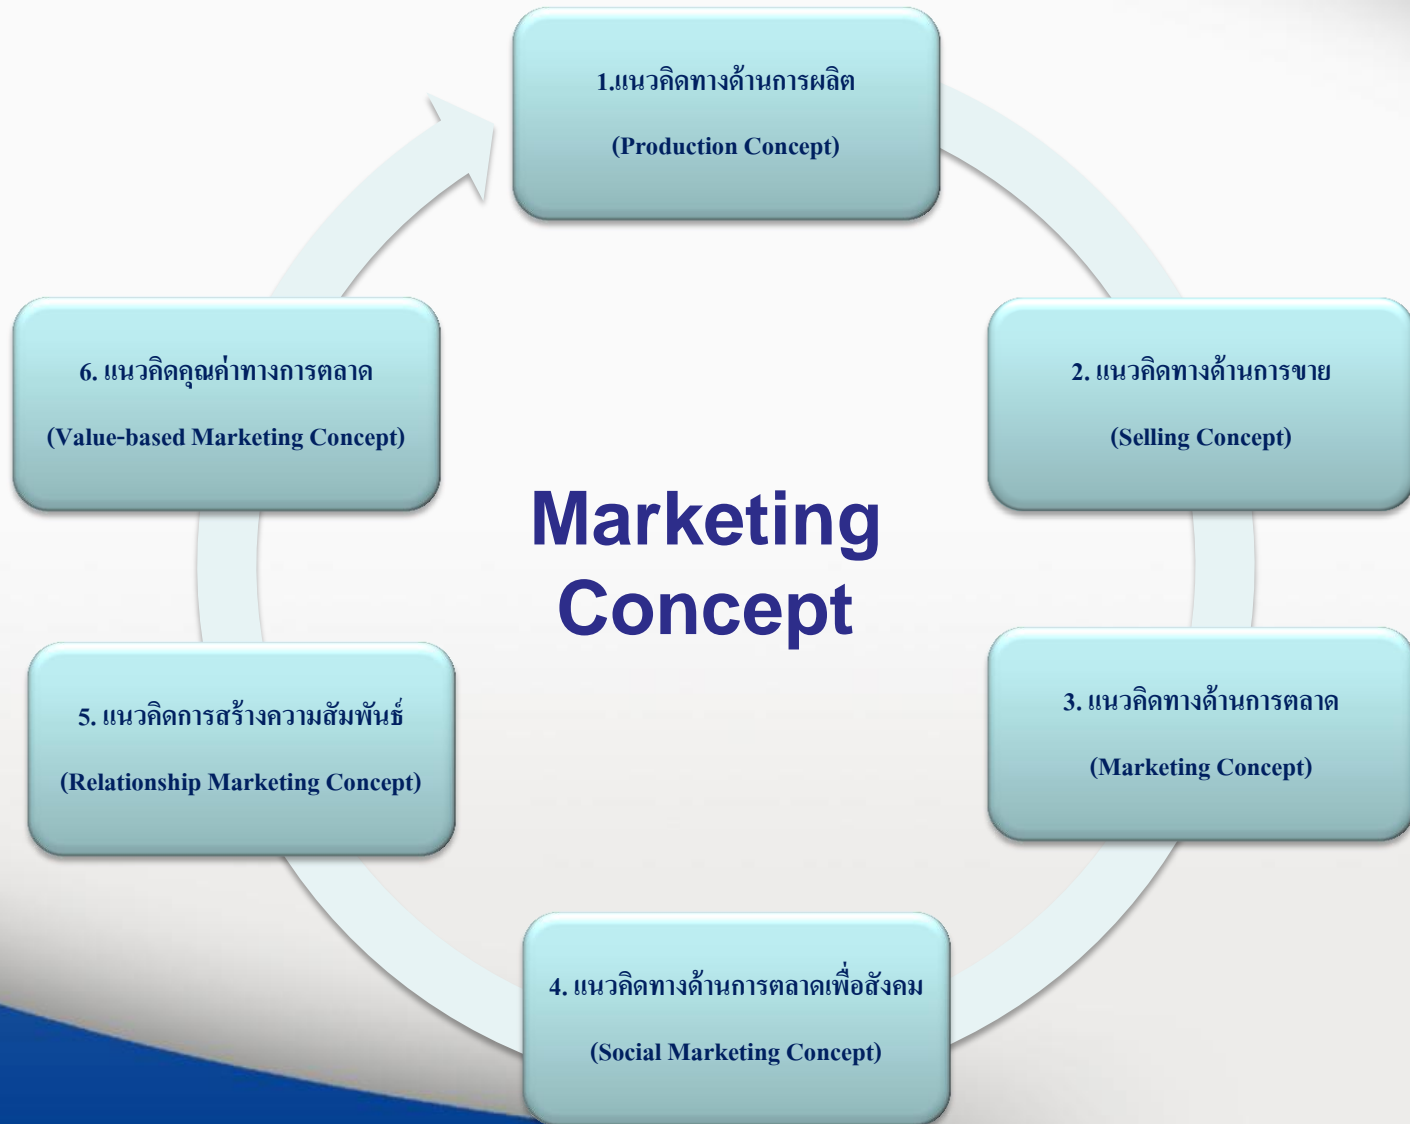 1.แนวคิดทางด้านการผลิต
(Production Concept)
2. แนวคิดทางด้านการขาย
(Selling Concept)
3. แนวคิดทางด้านการตลาด
(Marketing Concept)
4. แนวคิดทางด้านการตลาดเพื่อสังคม
(Social Marketing Concept)
5. แนวคิดการสร้างความสัมพันธ์
(Relationship Marketing Concept)
6. แนวคิดคุณค่าทางการตลาด
(Value-based Marketing Concept)
Marketing
Concept